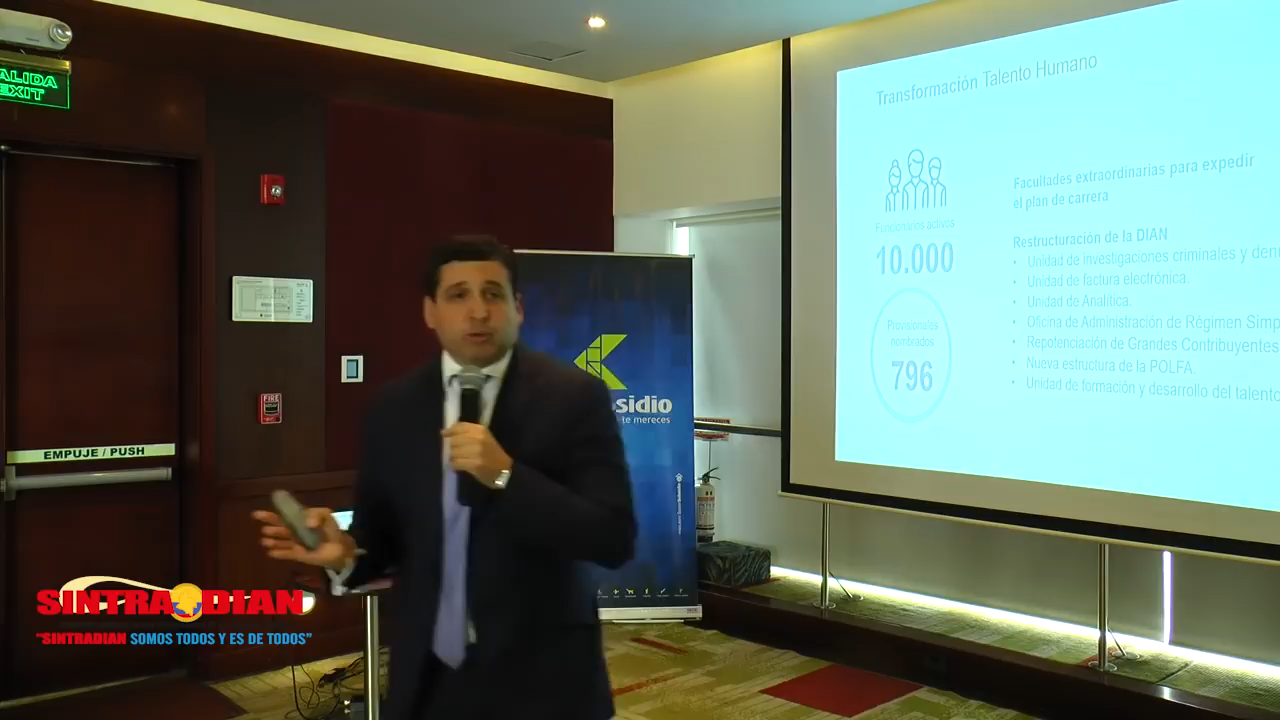 ALIDA
EXIT
EMPUJE / PUSH
FIRE
sidio
te mereces
Transformación Talento Humano
Funcionarios activos
10.000
Provisionales
nombrados
796
Facultades extraordinarias para expedir
el plan de carrera
Restructuración de la DIAN
• Unidad de investigaciones criminales y
• Unidad de factura electrónica.
• Unidad de Analítica.
• Oficina de Administración de Régimen Simp
• Repotenciación de Grandes Contribuyentes
• Nueva estructura de la POLFA.
• Unidad de formación y desarrollo del talento
SINTRADIAN
"SINTRADIAN SOMOS TODOS Y ES DE TODOS"